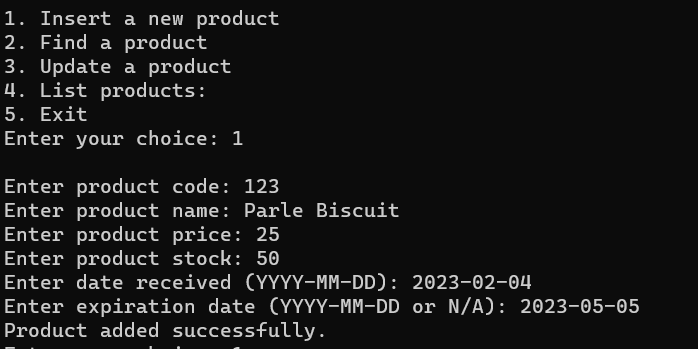 1. Insert a new product
2. Find a product
3. Update a product
4. List products:
5. Exit
Enter your choice: 1
Enter product code: 123
Enter product name: Parle Biscuit
Enter product price: 25
Enter product stock: 50
Enter date received (YYYY-MM-DD): 2023-02-04
Enter expiration date (YYYY-MM-DD or N/A): 2023-05-05
Product added successfully.